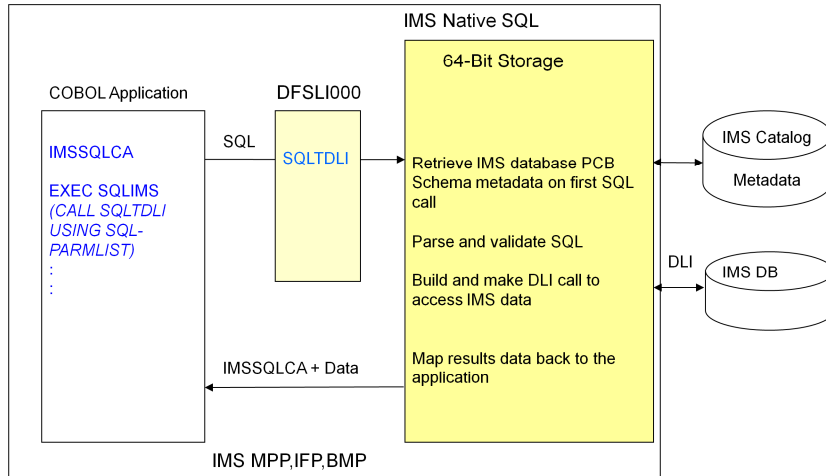 IMS Native SQL
64-Bit Storage
COBOL Application
DFSLI000
IMSSQLCA
EXEC SQLIMS
(CALL SQLTDLI
USING SQL-
PARMLIST)
:
:
SQL
SQLTDLI
Retrieve IMS database PCB
Schema metadata on first SQL
call
Parse and validate SQL
Build and make DLI call to
access IMS data
Map results data back to the
application
IMS Catalog
Metadata
DLI
IMS DB
IMSSQLCA + Data
IMS MPP,IFP,BMP